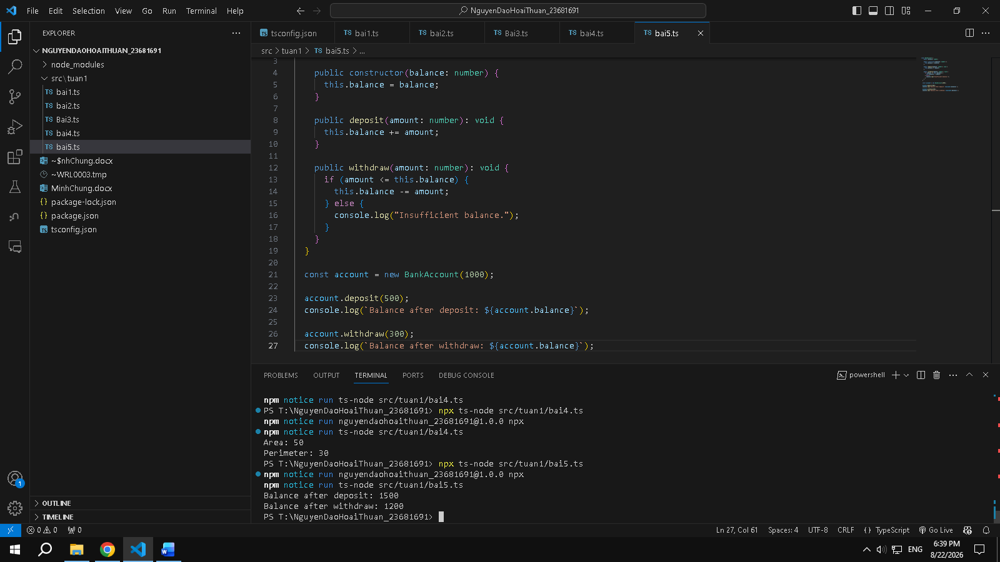 File Edit Selection View Go Run Terminal Help
NguyenDaoHoaiThuan_23681691
EXPLORER
NGUYENDAOHOAITHUAN_23681691
node_modules
src\tuan1
TS bai1.ts
TS bai2.ts
TS Bai3.ts
TS bai4.ts
TS bai5.ts
~$nhChung.docx
~WRL0003.tmp
MinhChung.docx
{} package-lock.json
{} package.json
TS tsconfig.json
OUTLINE
TIMELINE
TS tsconfig.json TS bai1.ts TS bai2.ts TS Bai3.ts TS bai4.ts TS bai5.ts
src > tuan1 > TS bai5.ts > ...
3
4 public constructor(balance: number) {
5 this.balance = balance;
6 }
7
8 public deposit(amount: number): void {
9 this.balance += amount;
10 }
11
12 public withdraw(amount: number): void {
13 if (amount <= this.balance) {
14 this.balance -= amount;
15 } else {
16 console.log("Insufficient balance.");
17 }
18 }
19 }
20
21 const account = new BankAccount(1000);
22
23 account.deposit(500);
24 console.log(`Balance after deposit: ${account.balance}`);
25
26 account.withdraw(300);
27 console.log(`Balance after withdraw: ${account.balance}`);
PROBLEMS OUTPUT TERMINAL PORTS DEBUG CONSOLE
powershell
npm notice run ts-node src/tuan1/bai4.ts
PS T:\NguyenDaoHoaiThuan_23681691> npx ts-node src/tuan1/bai4.ts
npm notice run nguyendaohoaithuan_23681691@1.0.0 npx
npm notice run ts-node src/tuan1/bai4.ts
Area: 50
Perimeter: 30
PS T:\NguyenDaoHoaiThuan_23681691> npx ts-node src/tuan1/bai5.ts
npm notice run nguyendaohoaithuan_23681691@1.0.0 npx
npm notice run ts-node src/tuan1/bai5.ts
Balance after deposit: 1500
Balance after withdraw: 1200
PS T:\NguyenDaoHoaiThuan_23681691>
1
0 0 0
Ln 27, Col 61 Spaces: 4 UTF-8 CRLF {} TypeScript Go Live
ENG
6:39 PM
8/22/2026